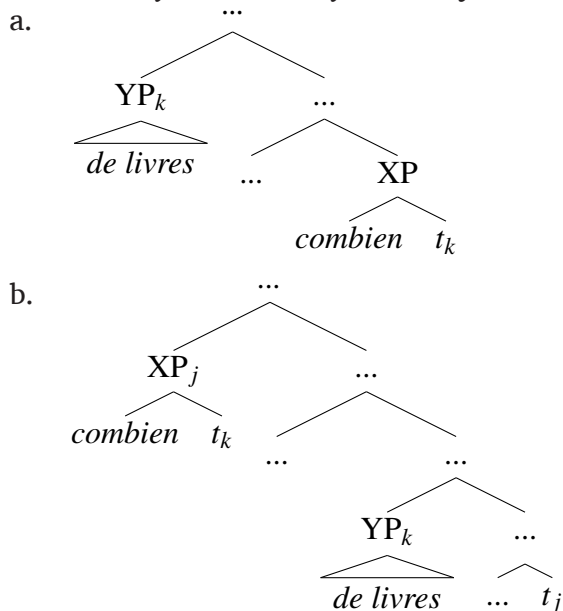 ...
a.
YPk ...
de livres ... XP
combien tk
...
b.
XPj ...
combien tk ... ...
YPk ...
de livres ... tj